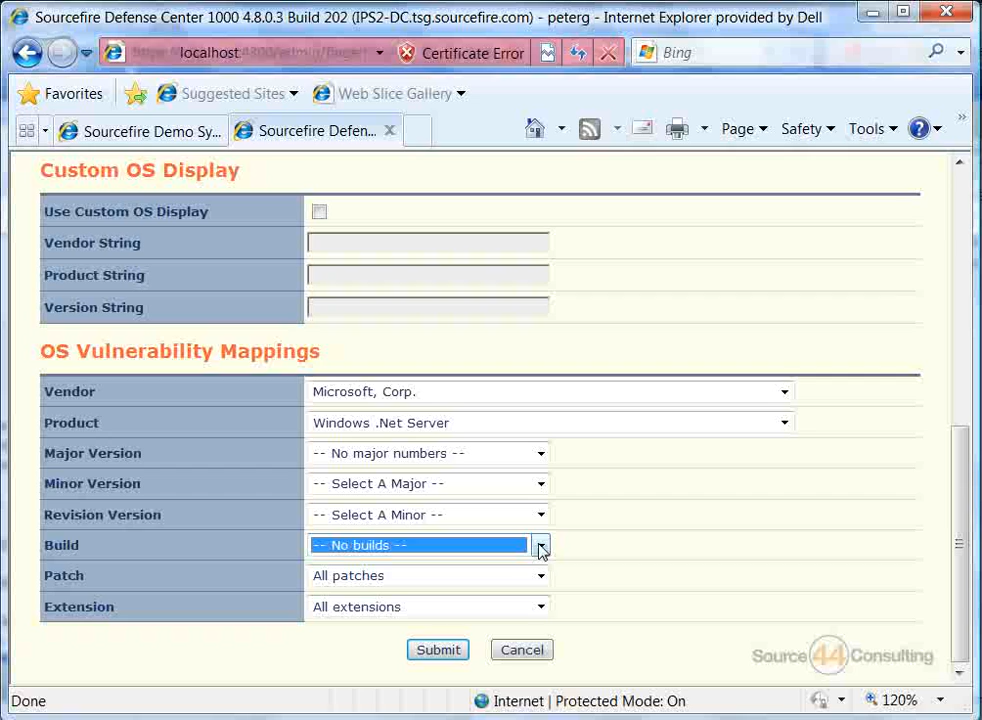 Sourcefire Defense Center 1000 4.8.0.3 Build 202 (IPS2-DC.tsg.sourcefire.com) - peterg - Internet Explorer provided by Dell
localhost: Certificate Error Bing
Favorites Suggested Sites Web Slice Gallery
Sourcefire Demo Sy... Sourcefire Defen... Page Safety Tools
Custom OS Display
Use Custom OS Display
Vendor String
Product String
Version String
OS Vulnerability Mappings
Vendor Microsoft, Corp.
Product Windows .Net Server
Major Version -- No major numbers --
Minor Version -- Select A Major --
Revision Version -- Select A Minor --
Build -- No builds --
Patch All patches
Extension All extensions
Submit Cancel
Source 44 Consulting
Done Internet | Protected Mode: On 120%